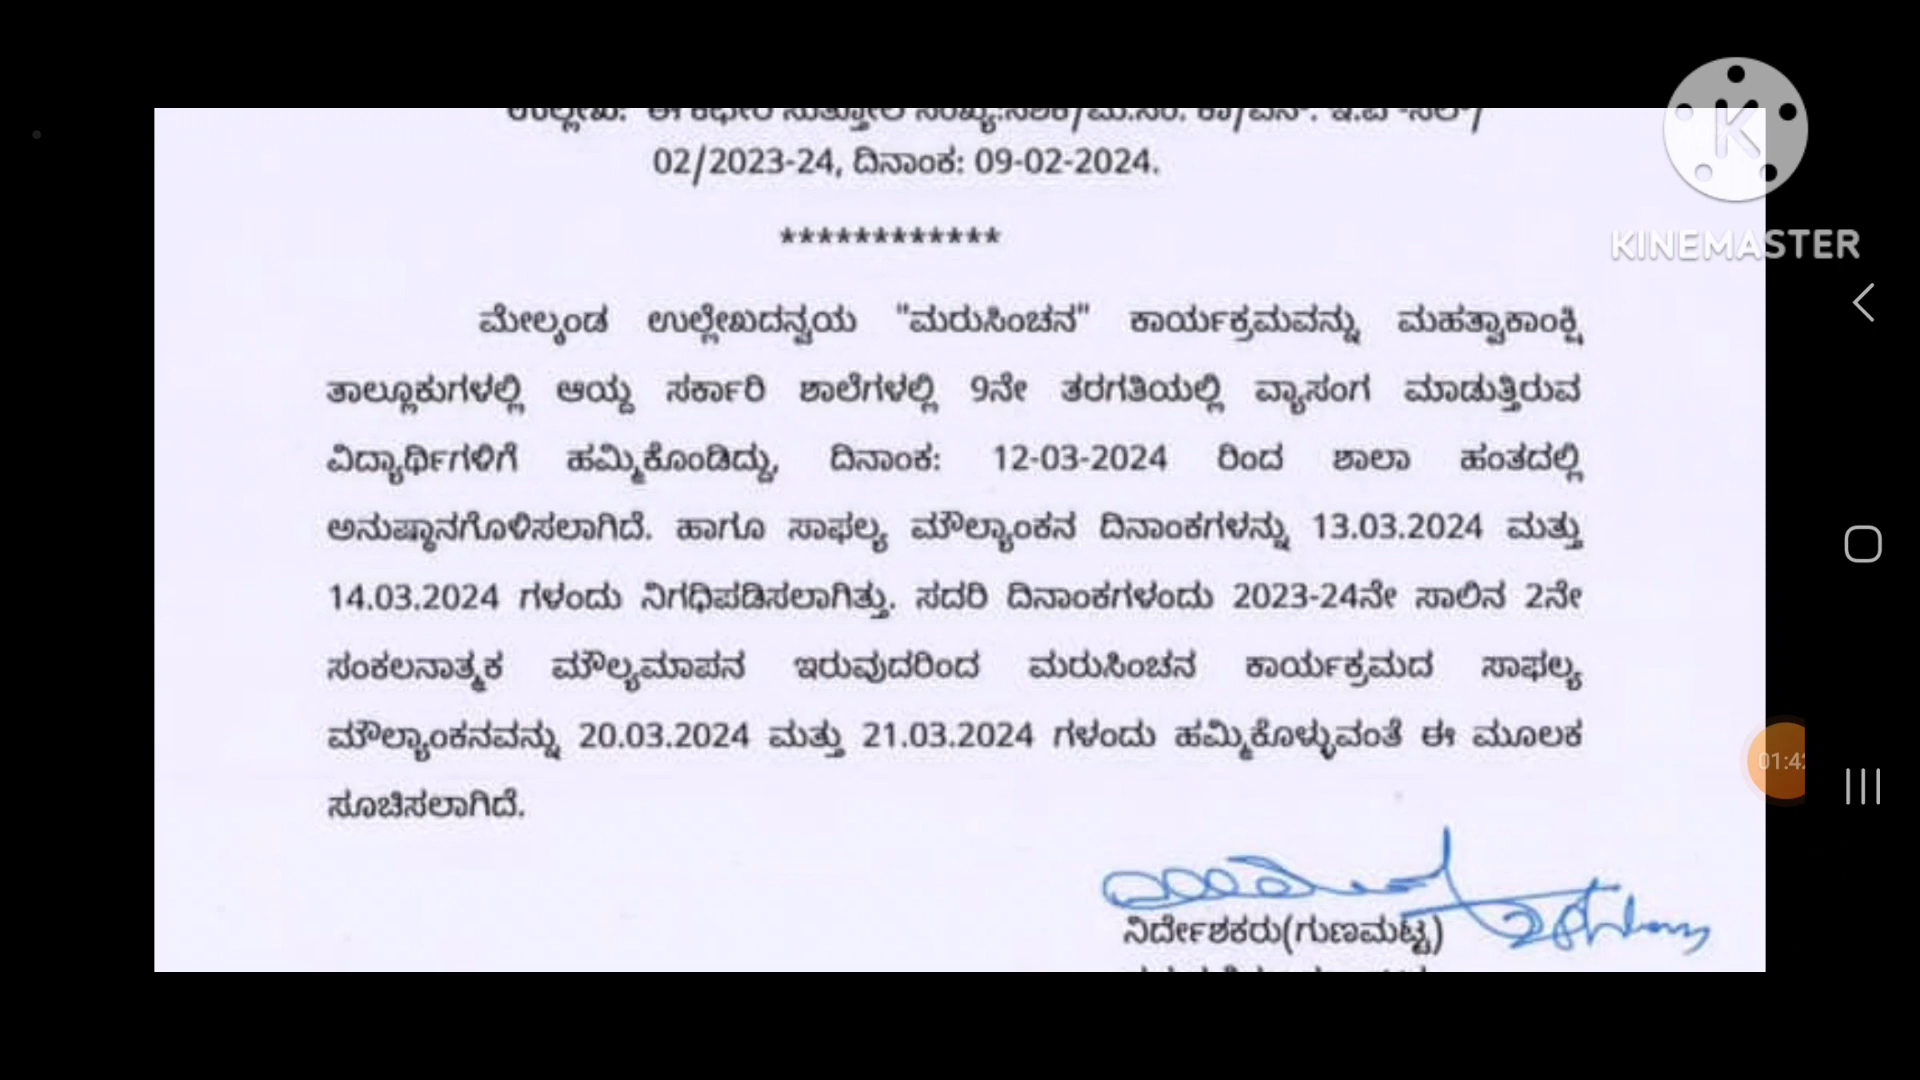 02/2023-24, ದಿನಾಂಕ: 09-02-2024.
************
ಮೇಲ್ಕಂಡ ಉಲ್ಲೇಖದನ್ವಯ "ಮರುಸಿಂಚನ" ಕಾರ್ಯಕ್ರಮವನ್ನು ಮಹತ್ವಾಕಾಂಕ್ಷಿ
ತಾಲ್ಲೂಕುಗಳಲ್ಲಿ ಆಯ್ದ ಸರ್ಕಾರಿ ಶಾಲೆಗಳಲ್ಲಿ 9ನೇ ತರಗತಿಯಲ್ಲಿ ವ್ಯಾಸಂಗ ಮಾಡುತ್ತಿರುವ
ವಿದ್ಯಾರ್ಥಿಗಳಿಗೆ ಹಮ್ಮಿಕೊಂಡಿದ್ದು, ದಿನಾಂಕ: 12-03-2024 ರಿಂದ ಶಾಲಾ ಹಂತದಲ್ಲಿ
ಅನುಷ್ಠಾನಗೊಳಿಸಲಾಗಿದೆ. ಹಾಗೂ ಸಾಫಲ್ಯ ಮೌಲ್ಯಾಂಕನ ದಿನಾಂಕಗಳನ್ನು 13.03.2024 ಮತ್ತು
14.03.2024 ಗಳಂದು ನಿಗಧಿಪಡಿಸಲಾಗಿತ್ತು. ಸದರಿ ದಿನಾಂಕಗಳಂದು 2023-24ನೇ ಸಾಲಿನ 2ನೇ
ಸಂಕಲನಾತ್ಮಕ ಮೌಲ್ಯಮಾಪನ ಇರುವುದರಿಂದ ಮರುಸಿಂಚನ ಕಾರ್ಯಕ್ರಮದ ಸಾಫಲ್ಯ
ಮೌಲ್ಯಾಂಕನವನ್ನು 20.03.2024 ಮತ್ತು 21.03.2024 ಗಳಂದು ಹಮ್ಮಿಕೊಳ್ಳುವಂತೆ ಈ ಮೂಲಕ
ಸೂಚಿಸಲಾಗಿದೆ.
ನಿರ್ದೇಶಕರು(ಗುಣಮಟ್ಟ)
K
KINEMASTER